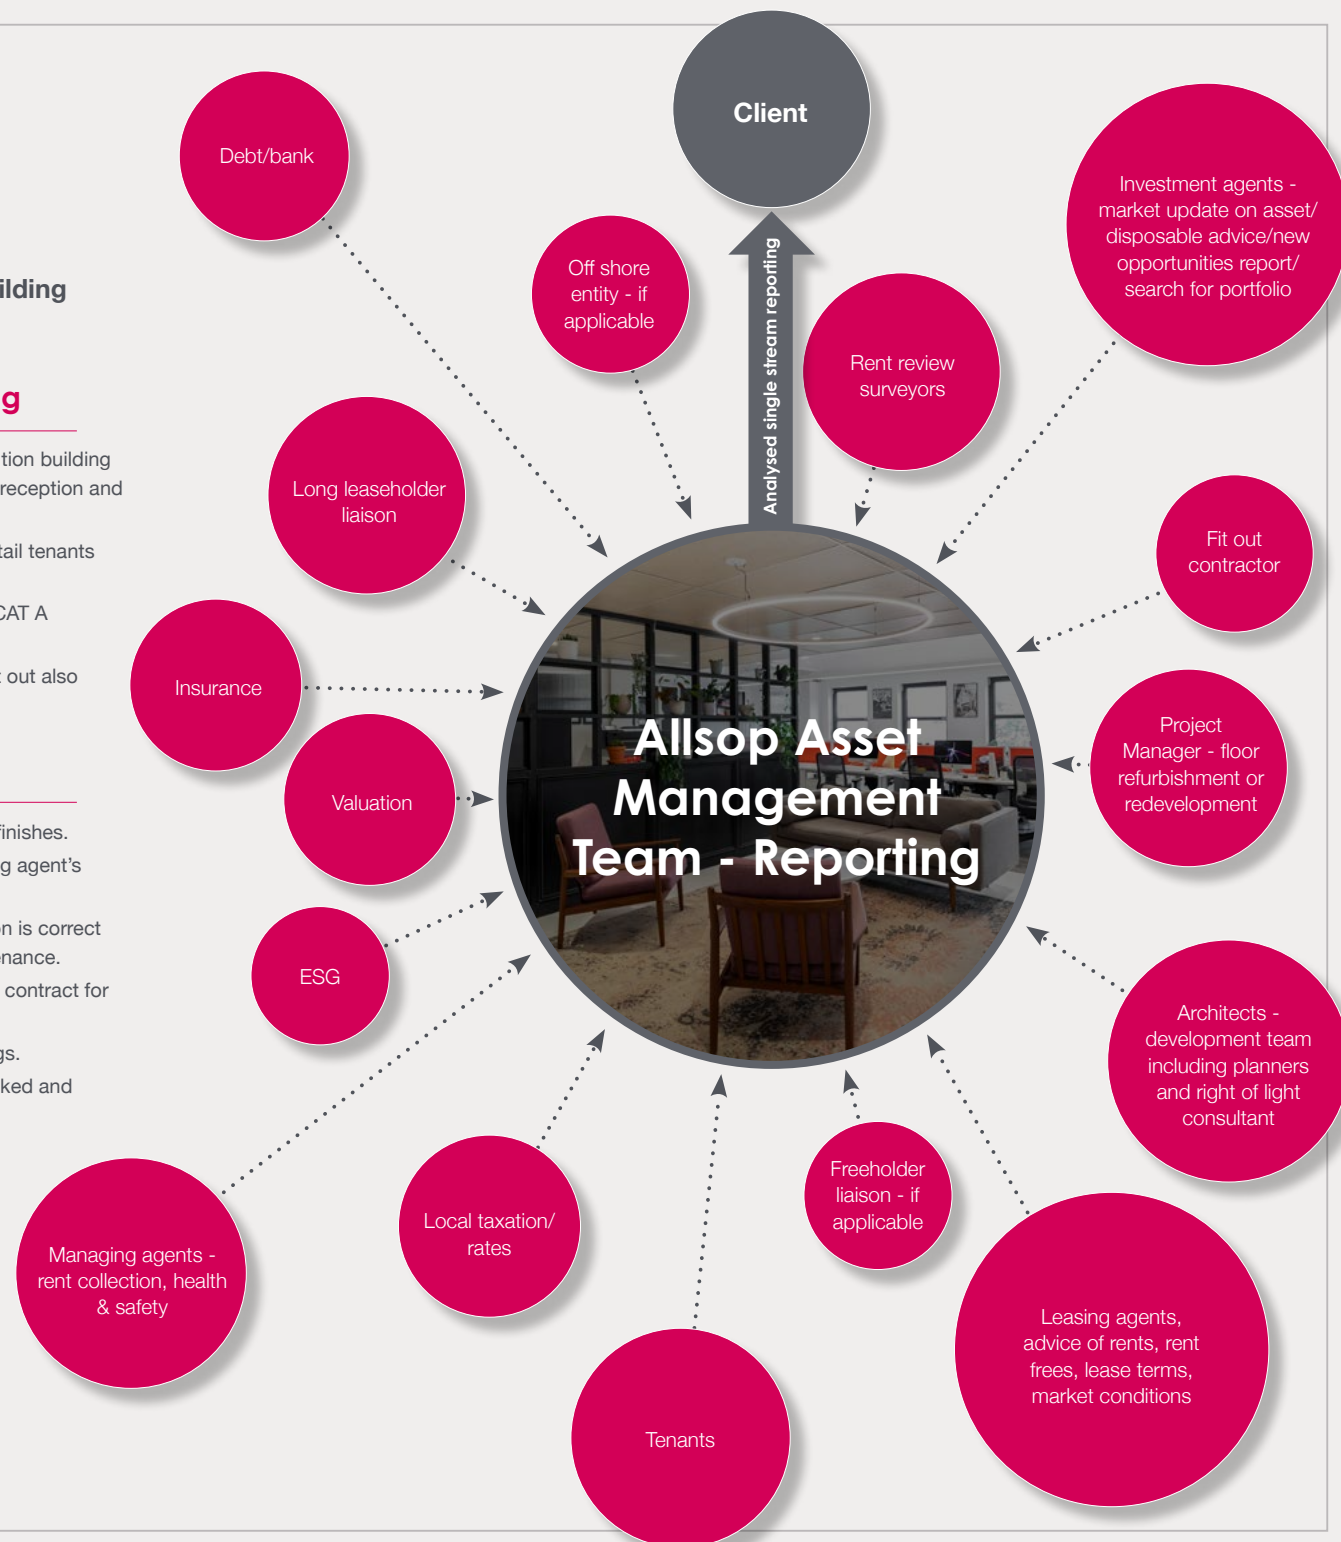 ilding
g
tion building
reception and
tail tenants
CAT A
t out also
finishes.
g agent’s
on is correct
enance.
contract for
gs.
ked and
Client
Debt/bank
Investment agents -
market update on asset/
disposable advice/new
opportunities report/
search for portfolio
Off shore
entity - if
applicable
Analysed single stream reporting
Rent review
surveyors
Long leaseholder
liaison
Fit out
contractor
Insurance
Project
Manager - floor
refurbishment or
redevelopment
Allsop Asset
Management
Team - Reporting
Valuation
ESG
Architects -
development team
including planners
and right of light
consultant
Freeholder
liaison - if
applicable
Local taxation/
rates
Managing agents -
rent collection, health
& safety
Leasing agents,
advice of rents, rent
frees, lease terms,
market conditions
Tenants